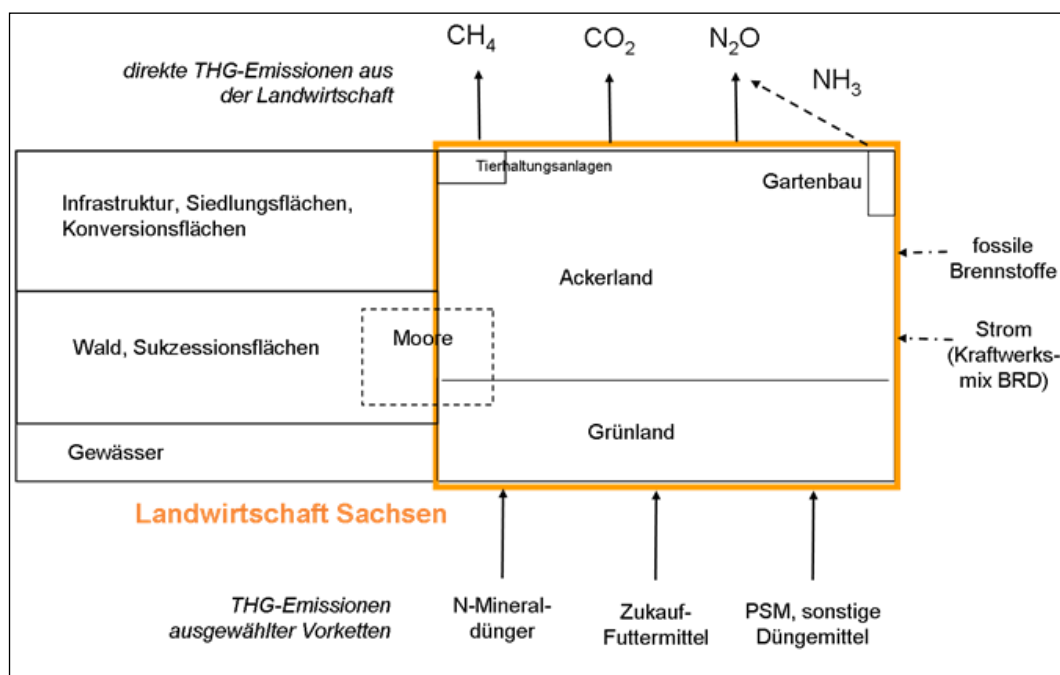 CH₄
CO₂
N₂O
direkte THG-Emissionen aus
der Landwirtschaft
NH₃
Tierhaltungsanlagen
Gartenbau
Infrastruktur, Siedlungsflächen,
Konversionsflächen
fossile
Brennstoffe
Ackerland
Moore
Wald, Sukzessionsflächen
Strom
(Kraftwerks-
mix BRD)
Grünland
Gewässer
Landwirtschaft Sachsen
THG-Emissionen
ausgewählter Vorketten
N-Mineral-
dünger
Zukauf-
Futtermittel
PSM, sonstige
Düngemittel